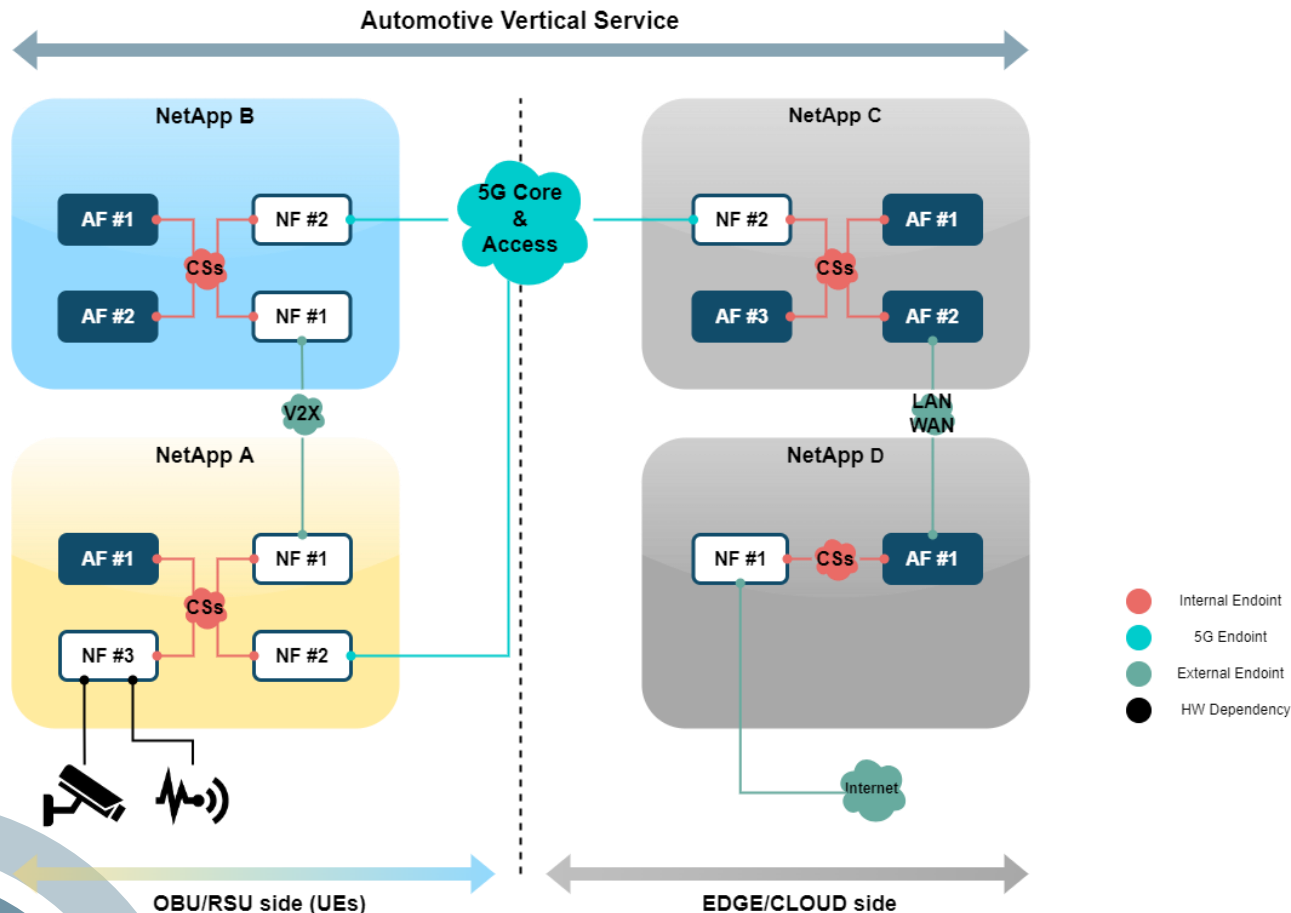 Automotive Vertical Service
NetApp B
AF #1
NF #2
CSs
AF #2
NF #1
5G Core
&
Access
NetApp C
NF #2
AF #1
CSs
AF #3
AF #2
V2X
LAN
WAN
NetApp A
AF #1
NF #1
CSs
NF #3
NF #2
NetApp D
NF #1
CSs
AF #1
Internet
Internal Endoint
5G Endoint
External Endoint
HW Dependency
OBU/RSU side (UEs)
EDGE/CLOUD side